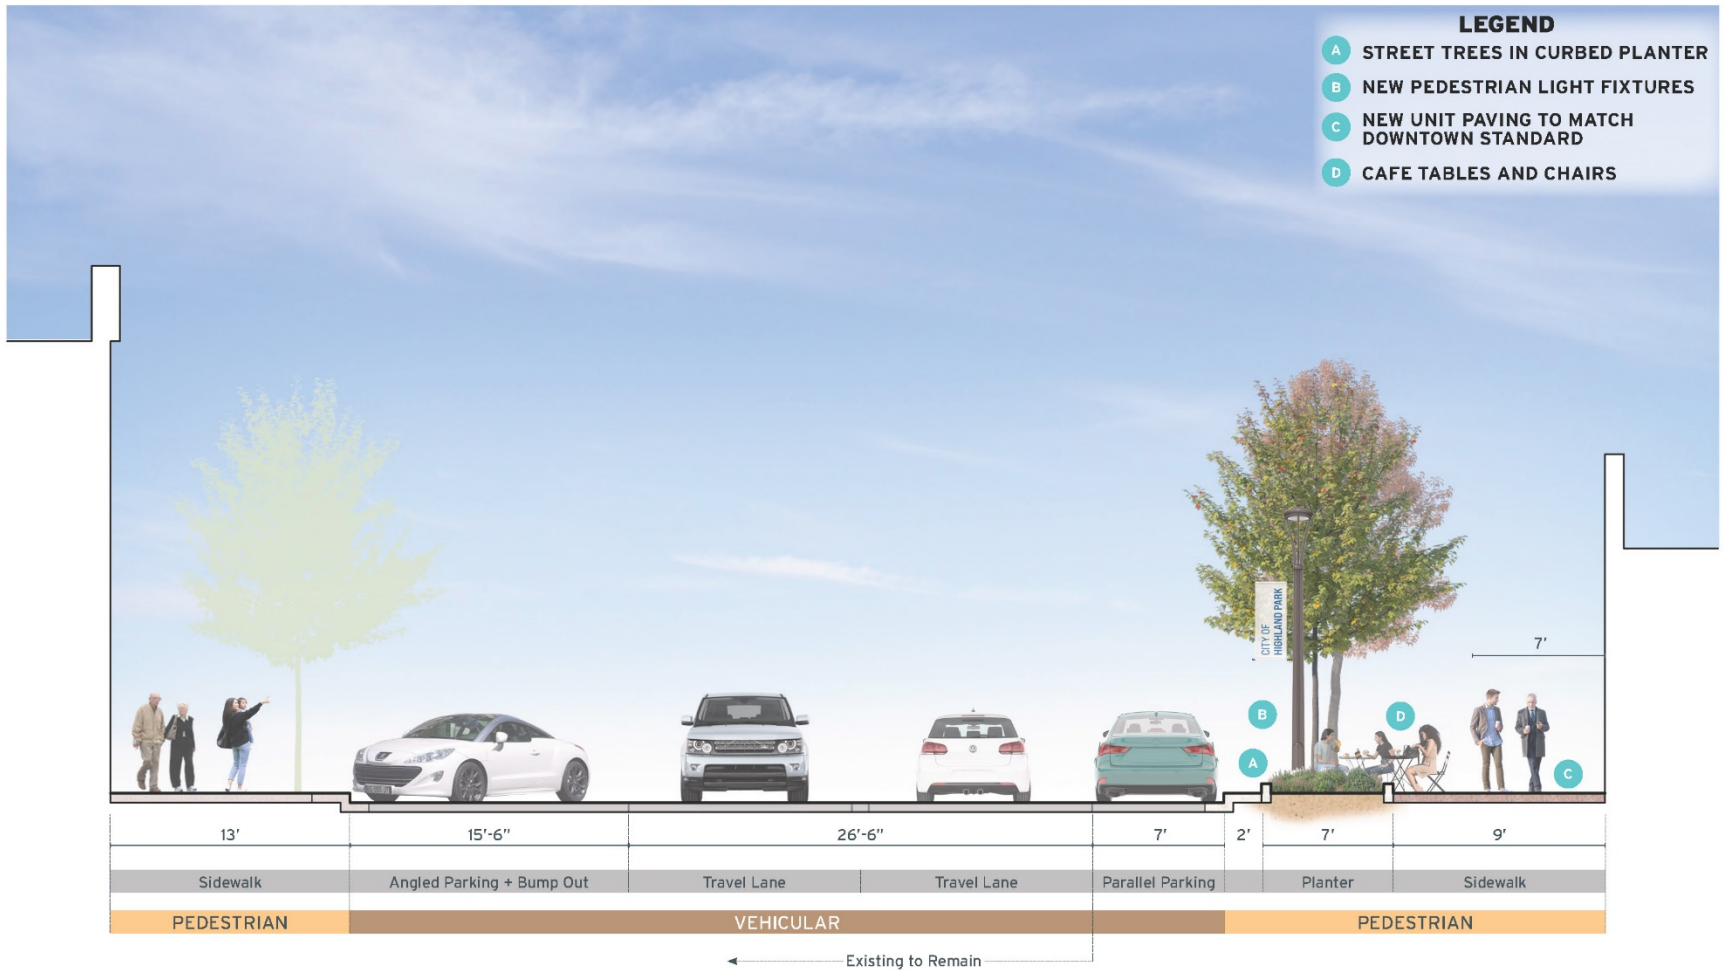 LEGEND
A STREET TREES IN CURBED PLANTER
B NEW PEDESTRIAN LIGHT FIXTURES
C NEW UNIT PAVING TO MATCH
DOWNTOWN STANDARD
D CAFE TABLES AND CHAIRS
CITY OF
HIGHLAND PARK
7'
B
D
A
C
13'
15'-6"
26'-6"
7'
2'
7'
9'
Sidewalk
Angled Parking + Bump Out
Travel Lane
Travel Lane
Parallel Parking
Planter
Sidewalk
PEDESTRIAN
VEHICULAR
PEDESTRIAN
Existing to Remain